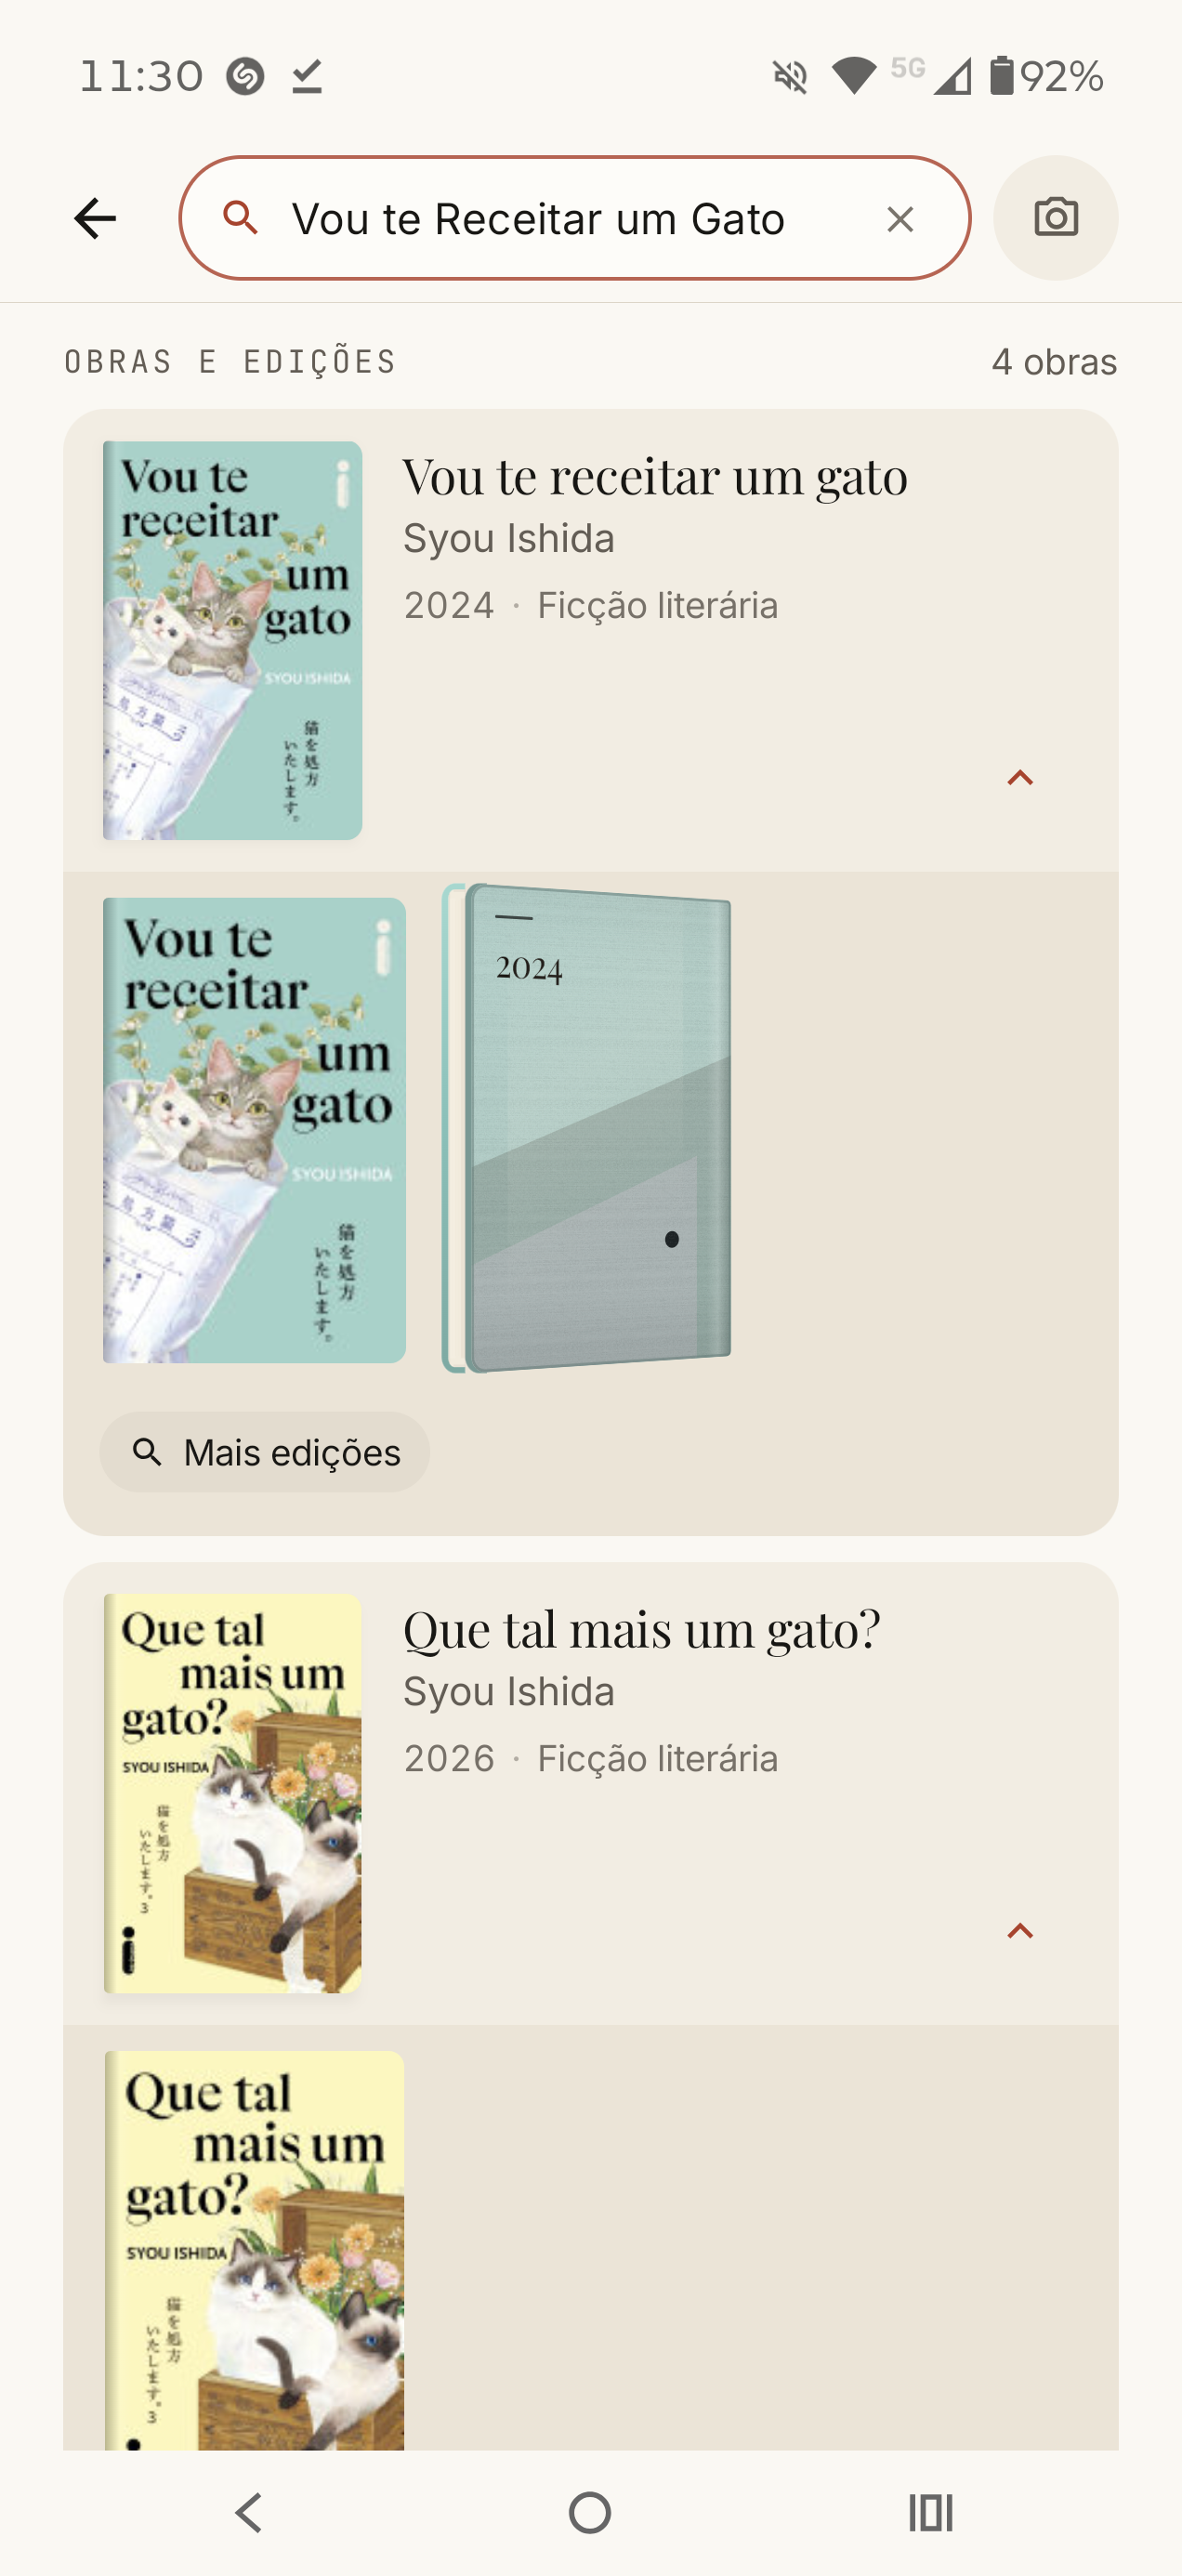 11:30
5G
92%
Vou te Receitar um Gato
OBRAS E EDIÇÕES
4 obras
Vou te
receitar
um
gato
SYOU ISHIDA
猫を処方
いたします。
Vou te receitar um gato
Syou Ishida
2024 · Ficção literária
Vou te
receitar
um
gato
SYOU ISHIDA
猫を処方
いたします。
2024
Mais edições
Que tal
mais um
gato?
SYOU ISHIDA
猫を処方
いたします。3
Que tal mais um gato?
Syou Ishida
2026 · Ficção literária
Que tal
mais um
gato?
SYOU ISHIDA
猫を処方
いたします。3